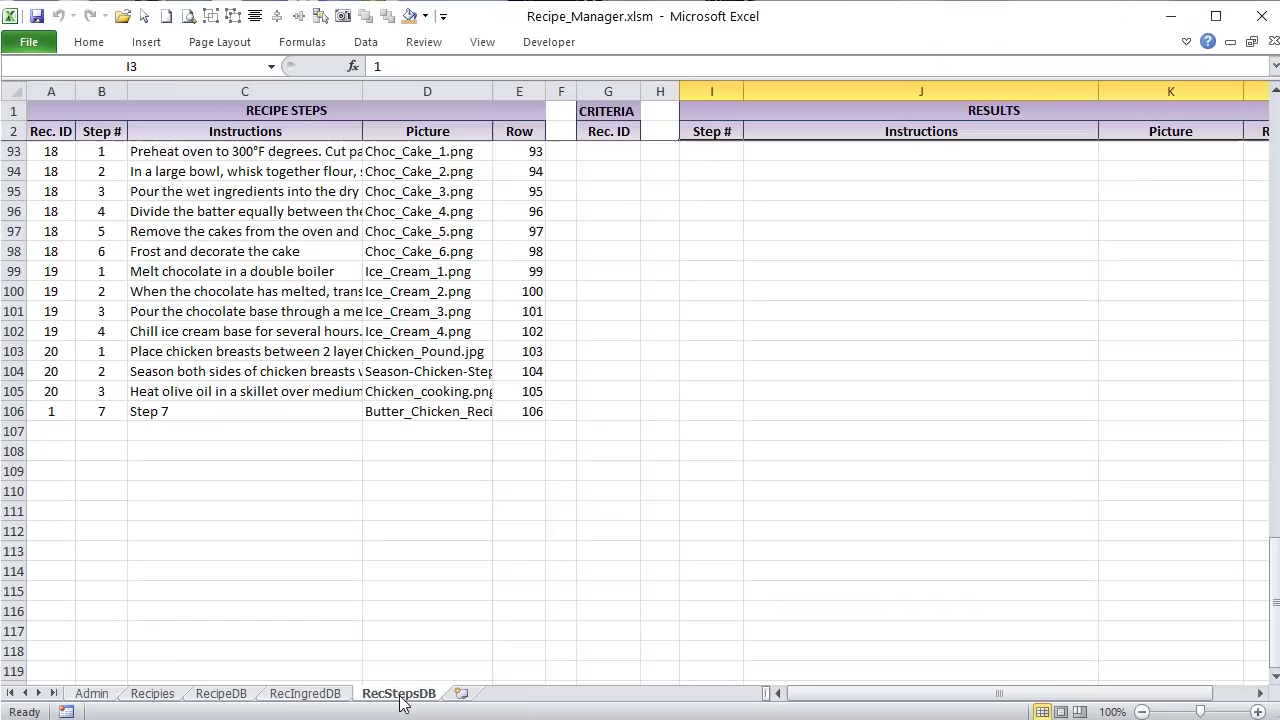 Recipe_Manager.xlsm - Microsoft Excel
File Home Insert Page Layout Formulas Data Review View Developer
I3 fx 1
A B C D E F G H I J K
1 RECIPE STEPS CRITERIA RESULTS
2 Rec. ID Step # Instructions Picture Row Rec. ID Step # Instructions Picture R
93 18 1 Preheat oven to 300°F degrees. Cut pa Choc_Cake_1.png 93
94 18 2 In a large bowl, whisk together flour, Choc_Cake_2.png 94
95 18 3 Pour the wet ingredients into the dry Choc_Cake_3.png 95
96 18 4 Divide the batter equally between the Choc_Cake_4.png 96
97 18 5 Remove the cakes from the oven and Choc_Cake_5.png 97
98 18 6 Frost and decorate the cake Choc_Cake_6.png 98
99 19 1 Melt chocolate in a double boiler Ice_Cream_1.png 99
100 19 2 When the chocolate has melted, trans Ice_Cream_2.png 100
101 19 3 Pour the chocolate base through a me Ice_Cream_3.png 101
102 19 4 Chill ice cream base for several hours. Ice_Cream_4.png 102
103 20 1 Place chicken breasts between 2 layer Chicken_Pound.jpg 103
104 20 2 Season both sides of chicken breasts w Season-Chicken-Step 104
105 20 3 Heat olive oil in a skillet over medium Chicken_cooking.png 105
106 1 7 Step 7 Butter_Chicken_Reci 106
107
108
109
110
111
112
113
114
115
116
117
118
119
Admin Recipies RecipeDB RecIngredDB RecStepsDB
Ready 100%